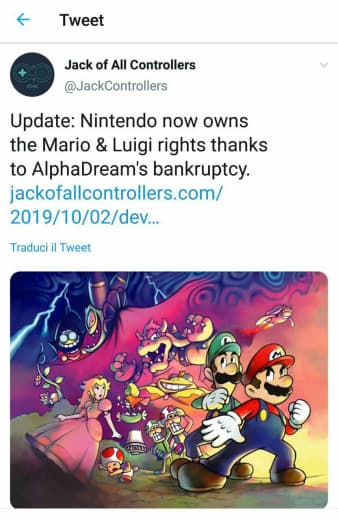 Tweet
Jack of All Controllers
@JackControllers
Update: Nintendo now owns
the Mario & Luigi rights thanks
to AlphaDream's bankruptcy.
jackofallcontrollers.com/
2019/10/02/dev...
Traduci il Tweet